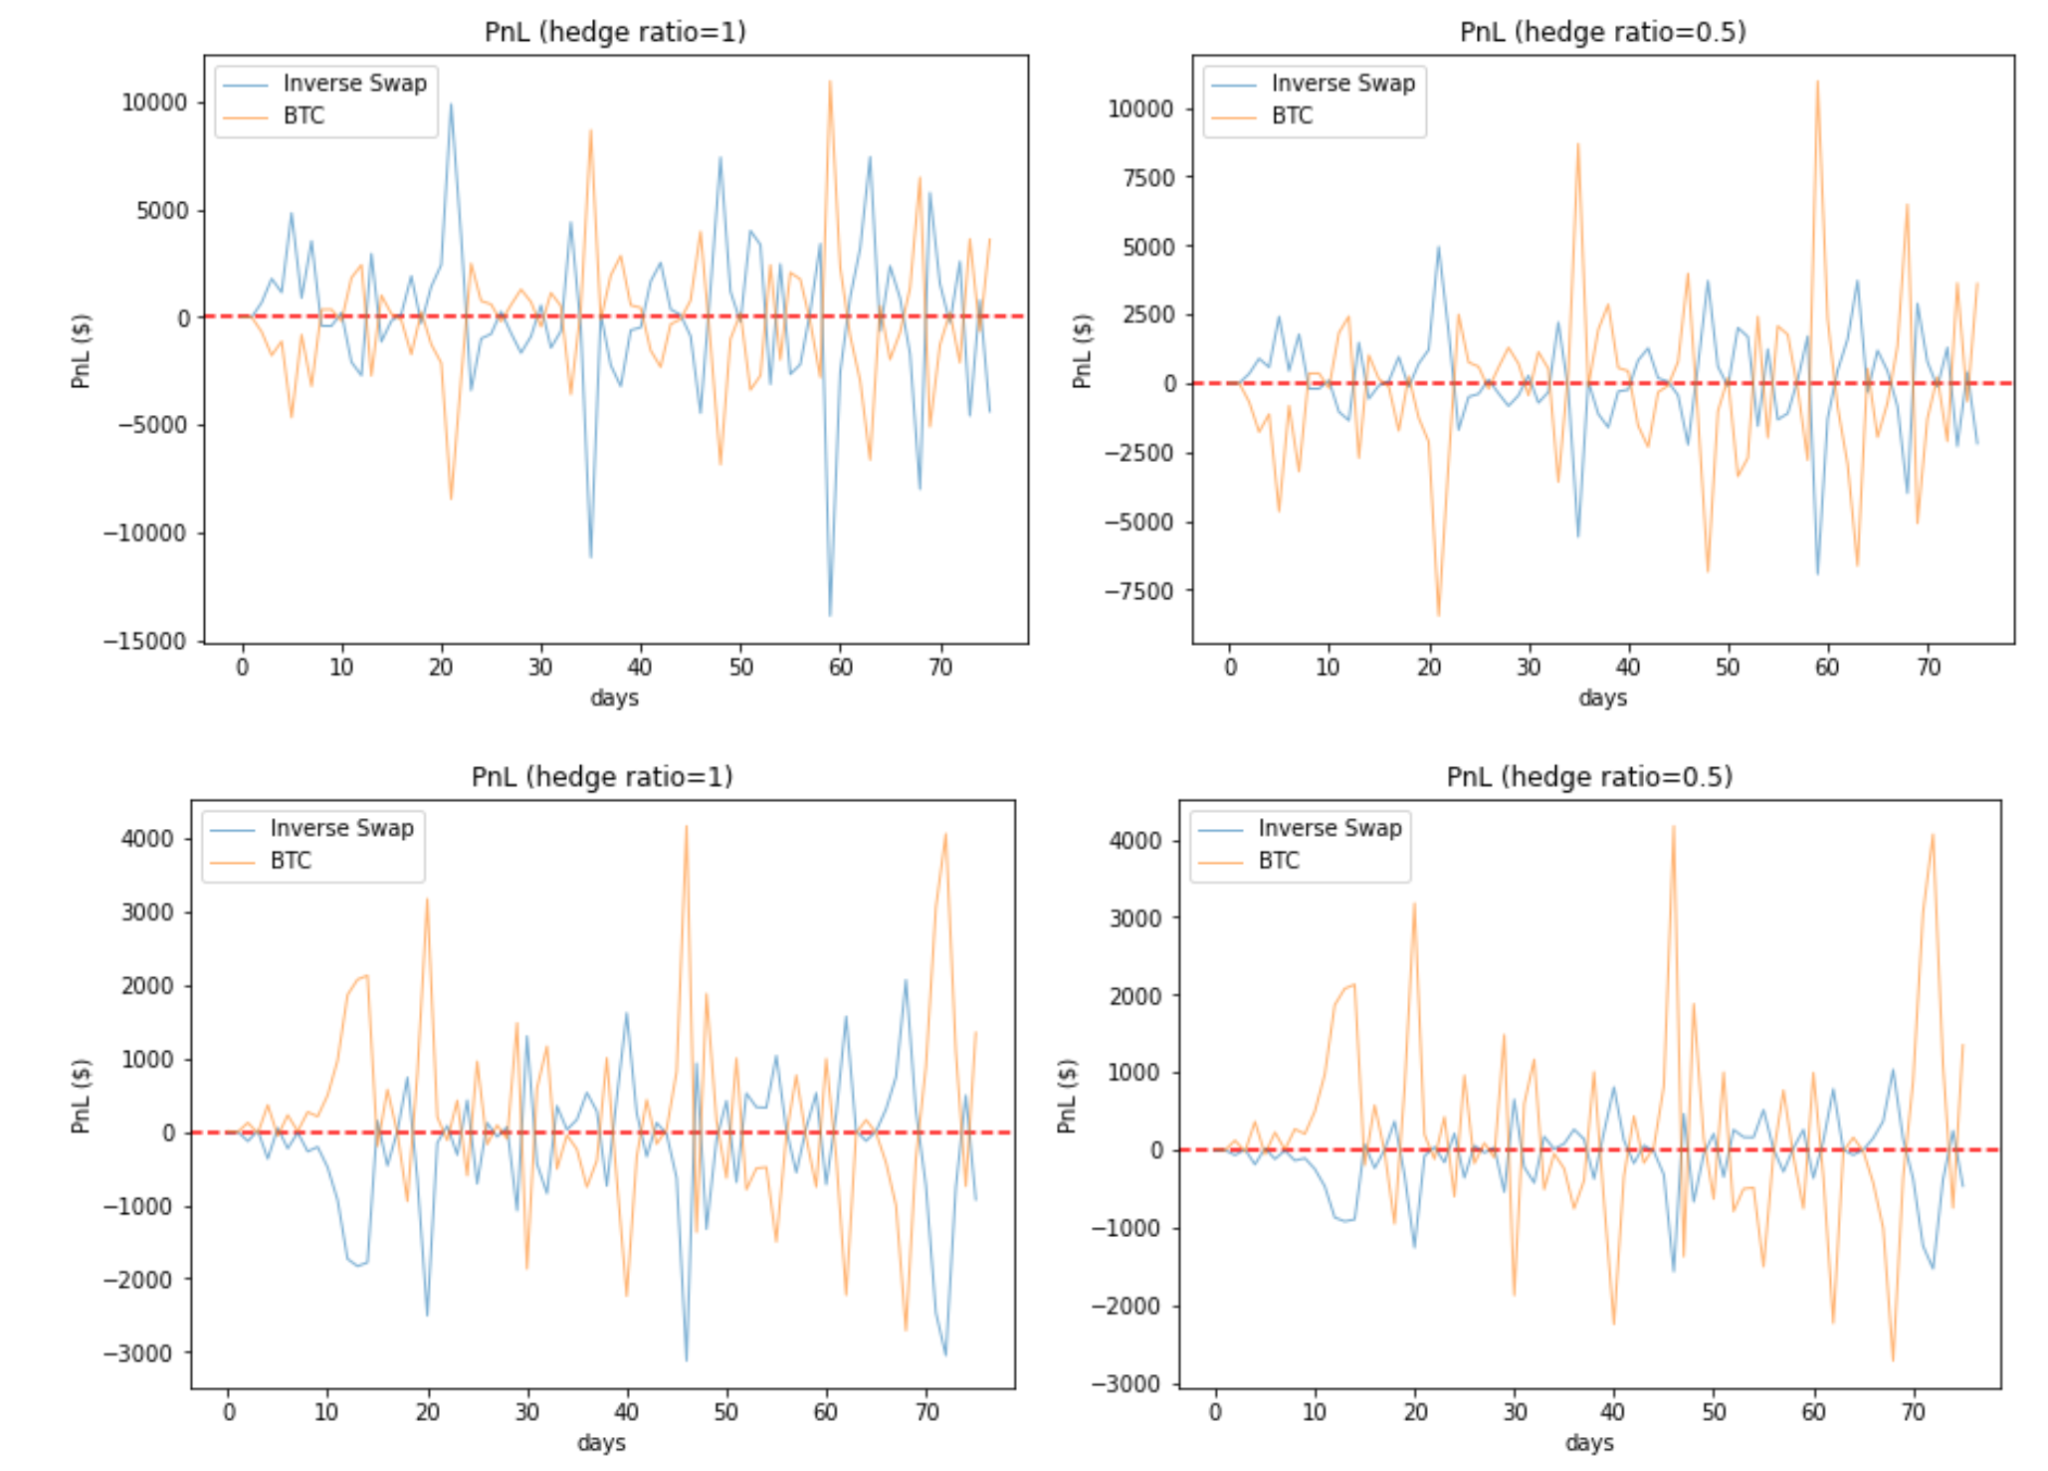 PnL (hedge ratio=1)
Inverse Swap
BTC
10000
5000
0
−5000
−10000
−15000
PnL ($)
0 10 20 30 40 50 60 70
days
PnL (hedge ratio=0.5)
Inverse Swap
BTC
10000
7500
5000
2500
0
−2500
−5000
−7500
PnL ($)
0 10 20 30 40 50 60 70
days
PnL (hedge ratio=1)
Inverse Swap
BTC
4000
3000
2000
1000
0
−1000
−2000
−3000
PnL ($)
0 10 20 30 40 50 60 70
days
PnL (hedge ratio=0.5)
Inverse Swap
BTC
4000
3000
2000
1000
0
−1000
−2000
−3000
PnL ($)
0 10 20 30 40 50 60 70
days